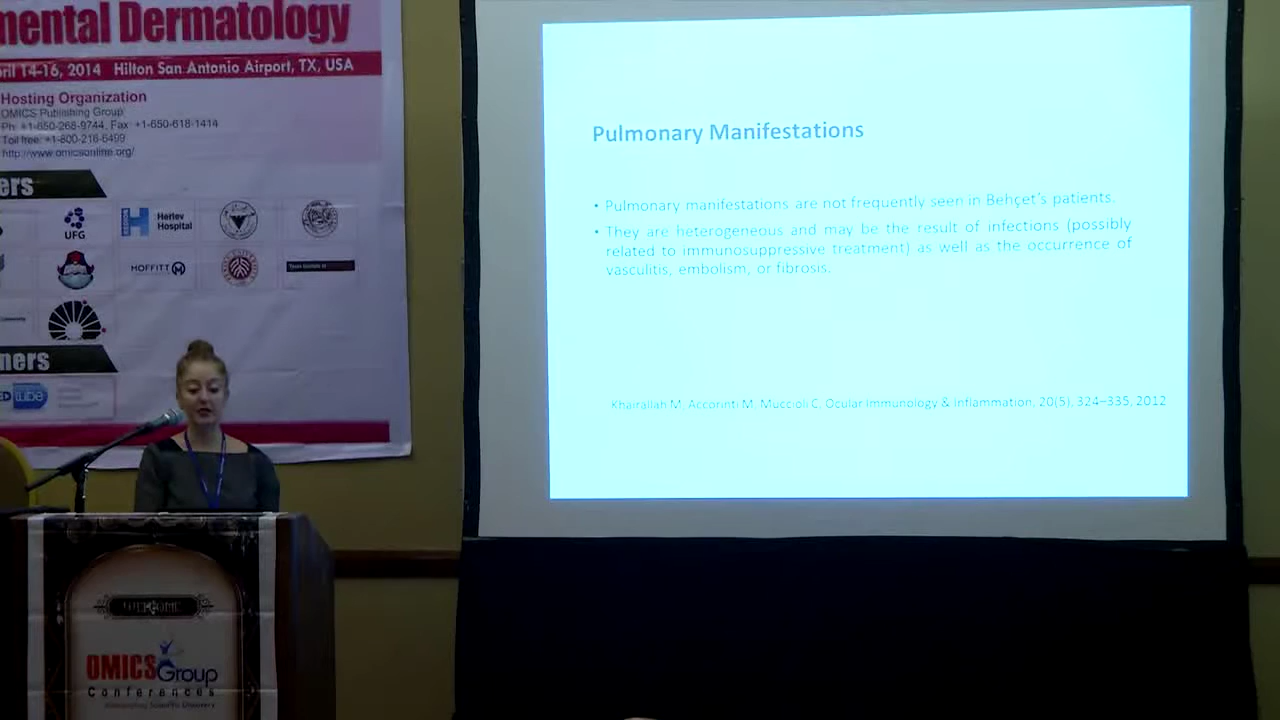 mental Dermatology
pril 14-16, 2014 Hilton San Antonio Airport, TX, USA
Hosting Organization
OMICS Publishing Group
Ph: +1-650-268-9744, Fax: +1-650-618-1414
Toll free: +1-800-216-6499
http://www.omicsonline.org/
ers
UFG
Herlev
Hospital
MOFFITT
ners
ED
Pulmonary Manifestations
• Pulmonary manifestations are not frequently seen in Behçet's patients.
• They are heterogeneous and may be the result of infections (possibly
related to immunosuppressive treatment) as well as the occurrence of
vasculitis, embolism, or fibrosis.
Khairallah M, Accorinti M, Muccioli C. Ocular Immunology & Inflammation, 20(5), 324–335, 2012
WELCOME
OMICS Group
Conferences